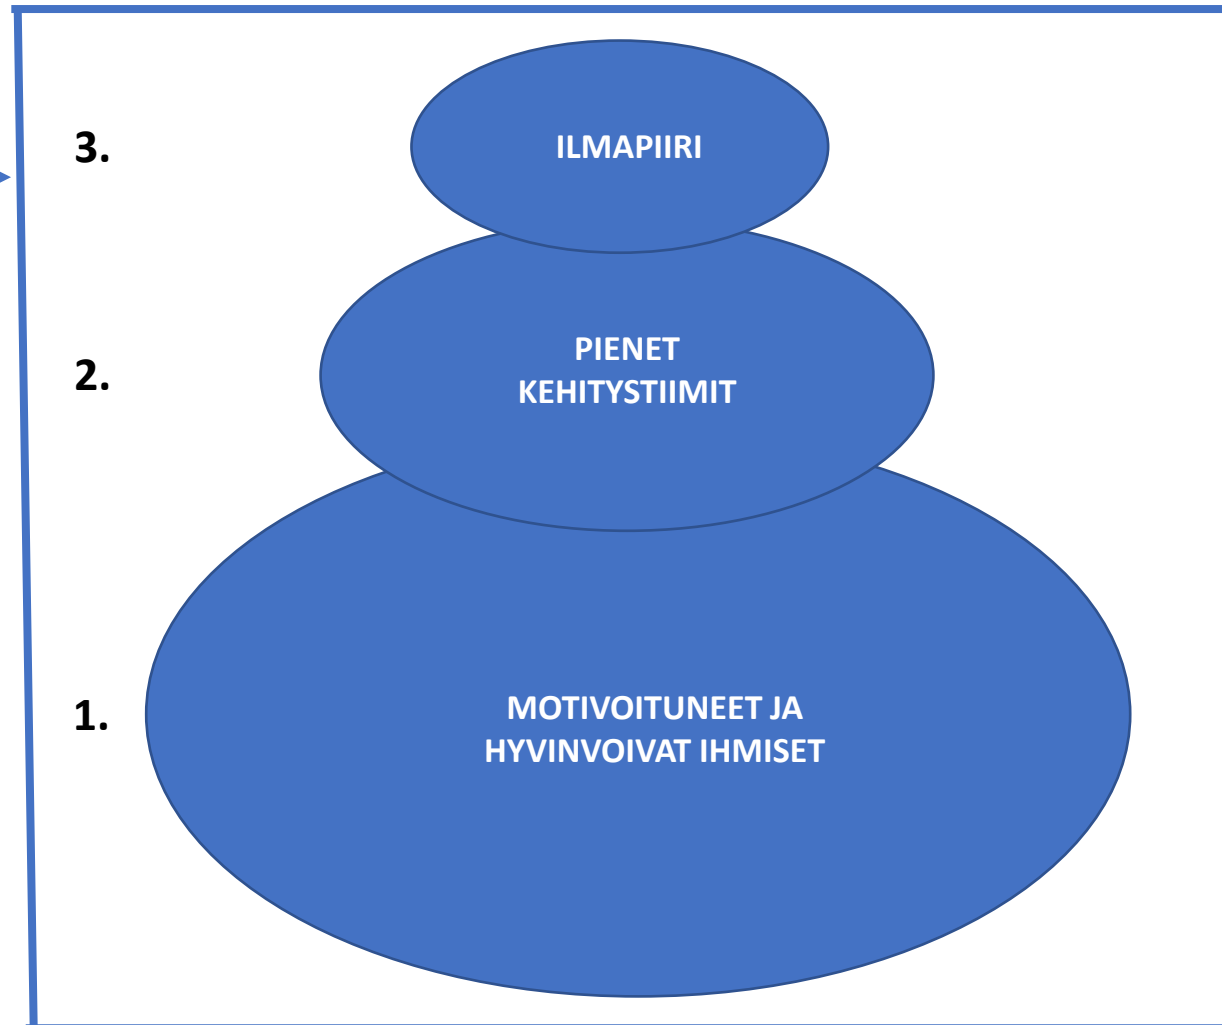 3.
ILMAPIIRI
2.
PIENET
KEHITYSTIIMIT
1.
MOTIVOITUNEET JA
HYVINVOIVAT IHMISET